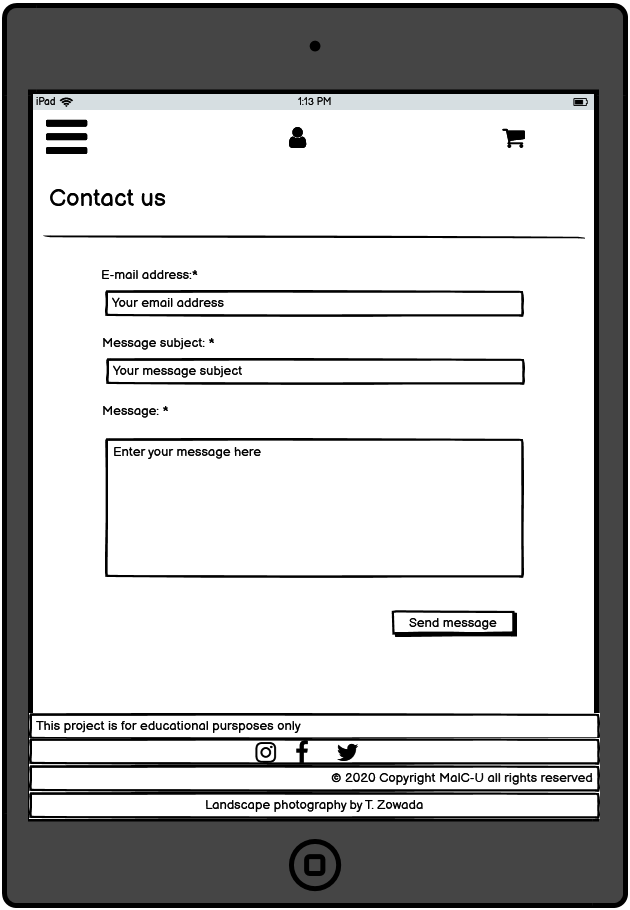 iPad 1:13 PM
Contact us
E-mail address:*
Your email address
Message subject: *
Your message subject
Message: *
Enter your message here
Send message
This project is for educational pursposes only
© 2020 Copyright MalC-U all rights reserved
Landscape photography by T. Zowada